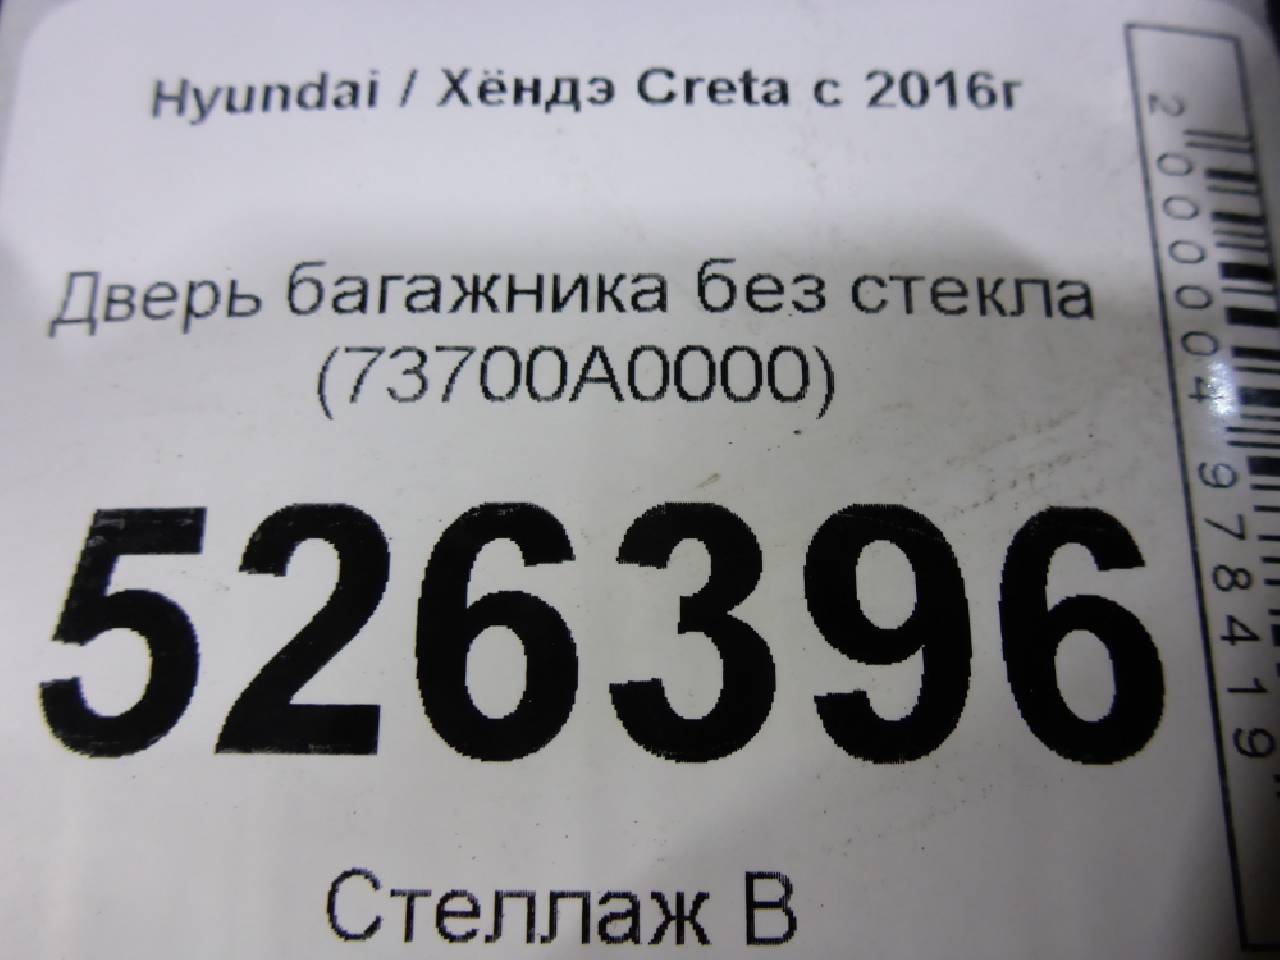 Hyundai / Хёндэ Creta с 2016г
Дверь багажника без стекла
(73700A0000)
526396
Стеллаж В
2000004978419